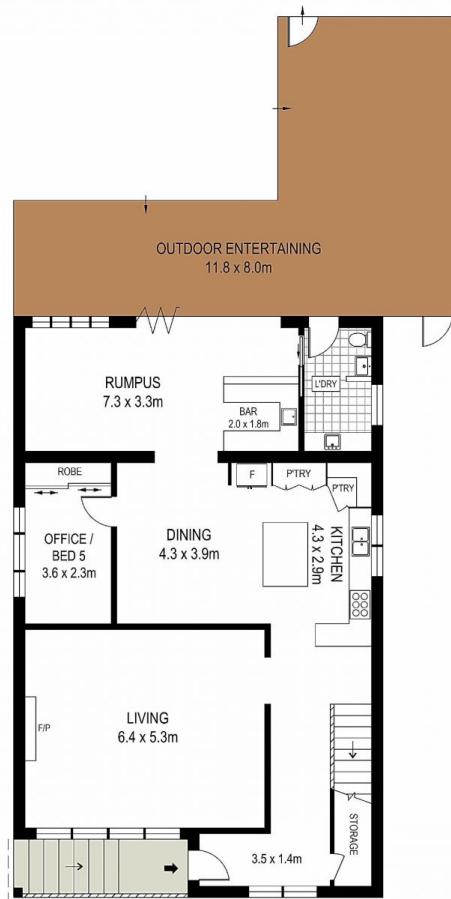 OUTDOOR ENTERTAINING
11.8 x 8.0m
RUMPUS
7.3 x 3.3m
L'DRY
BAR
2.0 x 1.8m
ROBE
F
P'TRY
P'TRY
OFFICE /
BED 5
3.6 x 2.3m
DINING
4.3 x 3.9m
KITCHEN
4.3 x 2.9m
LIVING
6.4 x 5.3m
F/P
STORAGE
3.5 x 1.4m